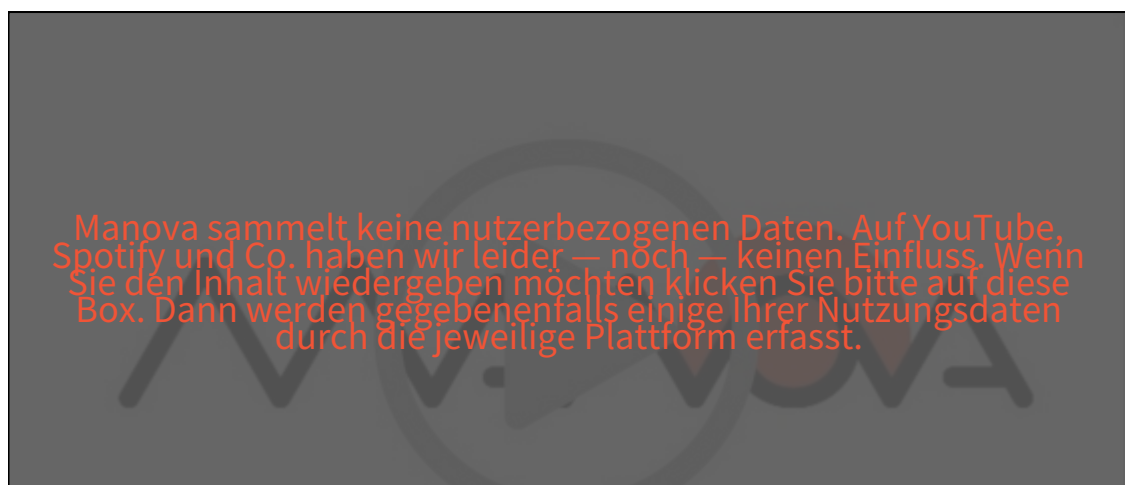 Manova sammelt keine nutzerbezogenen Daten. Auf YouTube,
Spotify und Co. haben wir leider — noch — keinen Einfluss. Wenn
Sie den Inhalt wiedergeben möchten klicken Sie bitte auf diese
Box. Dann werden gegebenenfalls einige Ihrer Nutzungsdaten
durch die jeweilige Plattform erfasst.
MANOVA